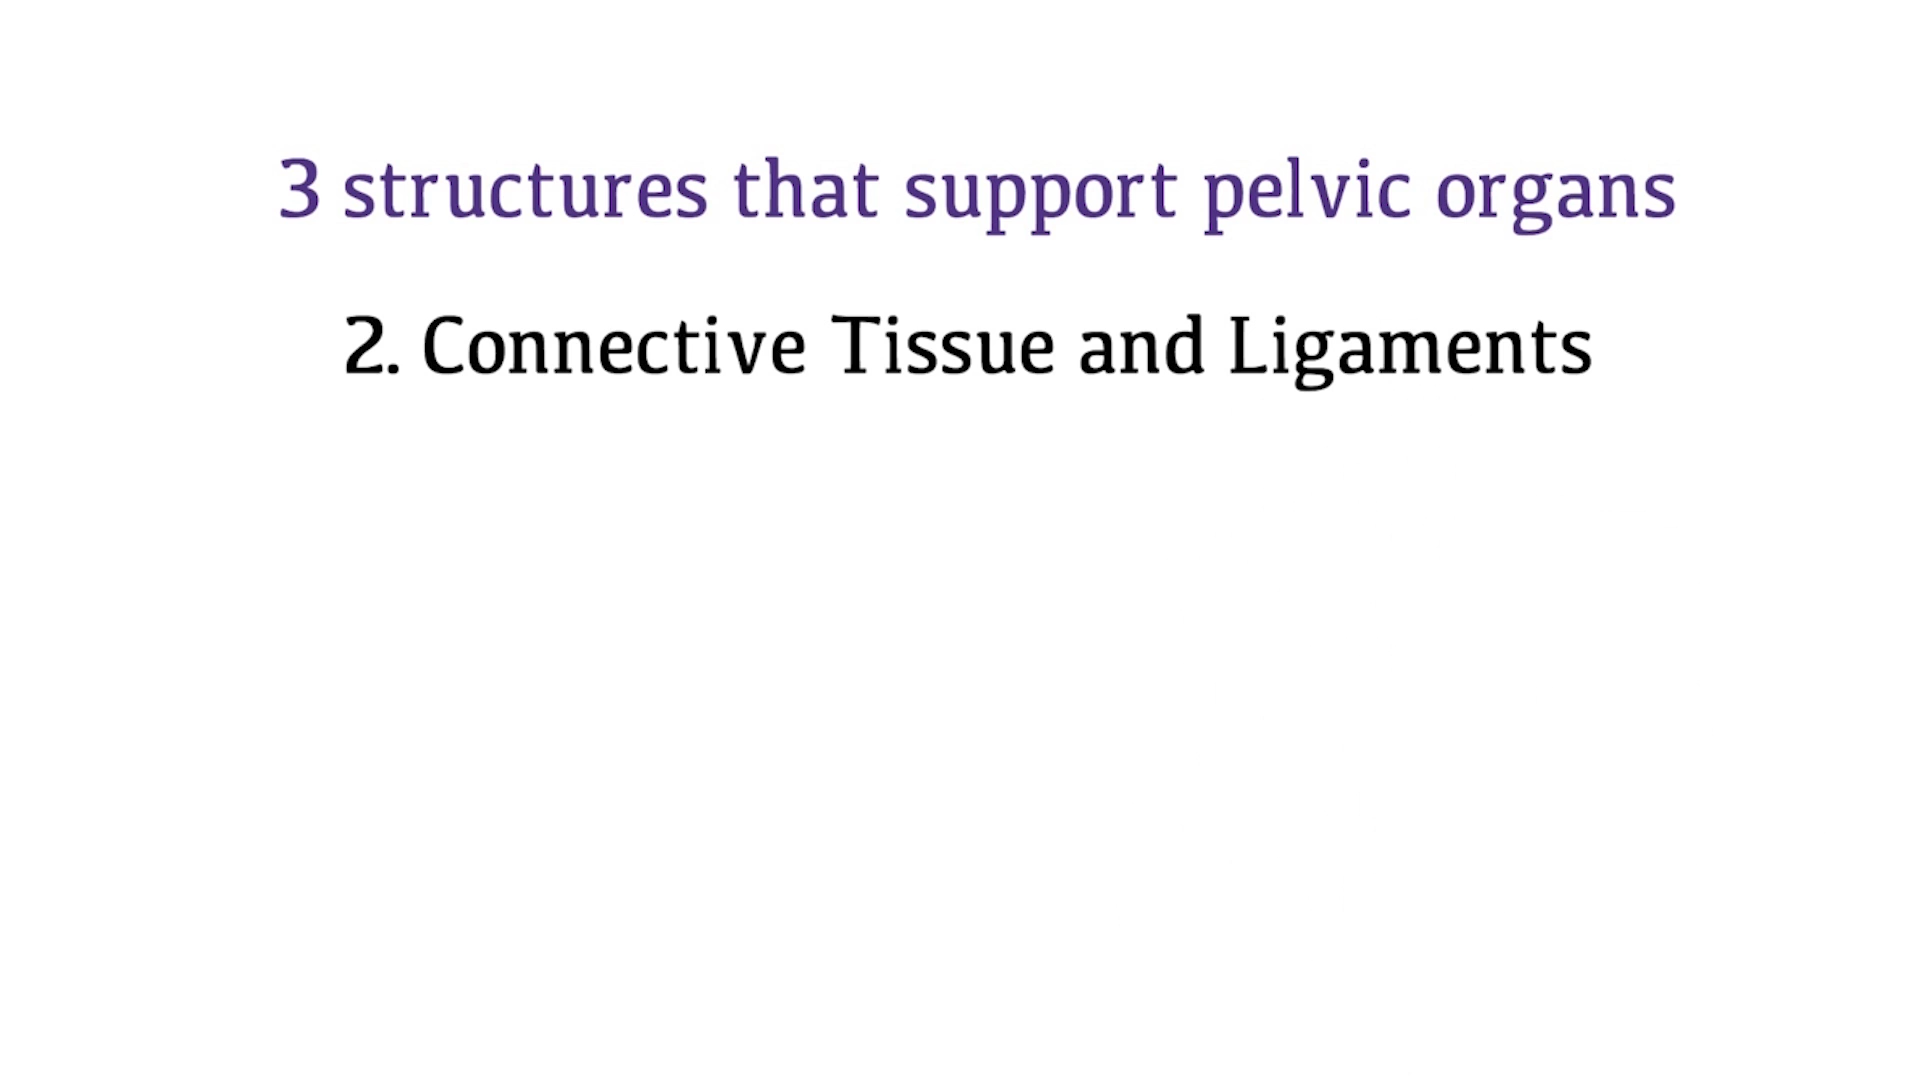 3 structures that support pelvic organs
2. Connective Tissue and Ligaments